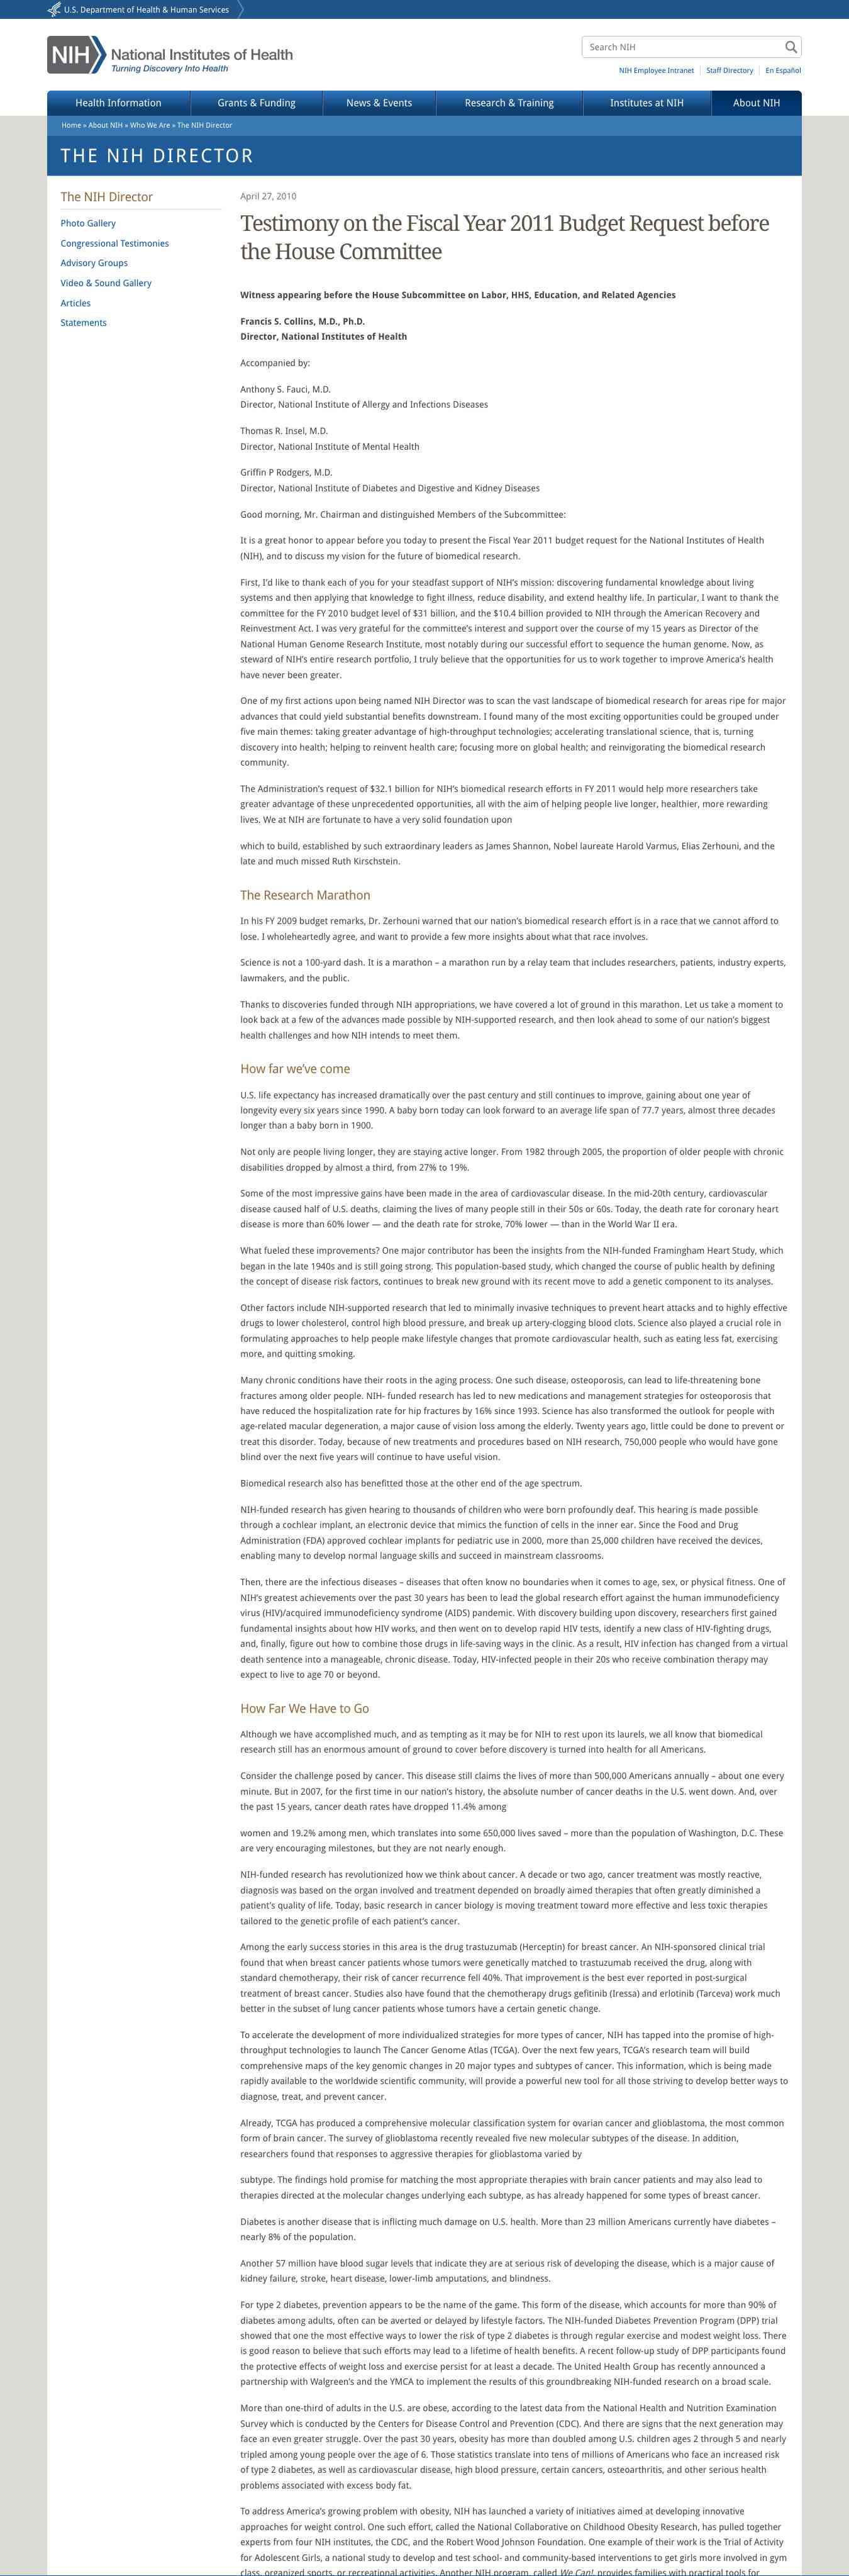 U.S. Department of Health & Human Services
NIH
National Institutes of Health
Turning Discovery Into Health
Search NIH
NIH Employee Intranet
Staff Directory
En Español
Health Information
Grants & Funding
News & Events
Research & Training
Institutes at NIH
About NIH
Home » About NIH » Who We Are » The NIH Director
THE NIH DIRECTOR
The NIH Director
Photo Gallery
Congressional Testimonies
Advisory Groups
Video & Sound Gallery
Articles
Statements
April 27, 2010
Testimony on the Fiscal Year 2011 Budget Request before
the House Committee
Witness appearing before the House Subcommittee on Labor, HHS, Education, and Related Agencies
Francis S. Collins, M.D., Ph.D.
Director, National Institutes of Health
Accompanied by:
Anthony S. Fauci, M.D.
Director, National Institute of Allergy and Infections Diseases
Thomas R. Insel, M.D.
Director, National Institute of Mental Health
Griffin P Rodgers, M.D.
Director, National Institute of Diabetes and Digestive and Kidney Diseases
Good morning, Mr. Chairman and distinguished Members of the Subcommittee:
It is a great honor to appear before you today to present the Fiscal Year 2011 budget request for the National Institutes of Health
(NIH), and to discuss my vision for the future of biomedical research.
First, I'd like to thank each of you for your steadfast support of NIH's mission: discovering fundamental knowledge about living
systems and then applying that knowledge to fight illness, reduce disability, and extend healthy life. In particular, I want to thank the
committee for the FY 2010 budget level of $31 billion, and the $10.4 billion provided to NIH through the American Recovery and
Reinvestment Act. I was very grateful for the committee's interest and support over the course of my 15 years as Director of the
National Human Genome Research Institute, most notably during our successful effort to sequence the human genome. Now, as
steward of NIH's entire research portfolio, I truly believe that the opportunities for us to work together to improve America's health
have never been greater.
One of my first actions upon being named NIH Director was to scan the vast landscape of biomedical research for areas ripe for major
advances that could yield substantial benefits downstream. I found many of the most exciting opportunities could be grouped under
five main themes: taking greater advantage of high-throughput technologies; accelerating translational science, that is, turning
discovery into health; helping to reinvent health care; focusing more on global health; and reinvigorating the biomedical research
community.
The Administration's request of $32.1 billion for NIH's biomedical research efforts in FY 2011 would help more researchers take
greater advantage of these unprecedented opportunities, all with the aim of helping people live longer, healthier, more rewarding
lives. We at NIH are fortunate to have a very solid foundation upon
which to build, established by such extraordinary leaders as James Shannon, Nobel laureate Harold Varmus, Elias Zerhouni, and the
late and much missed Ruth Kirschstein.
The Research Marathon
In his FY 2009 budget remarks, Dr. Zerhouni warned that our nation's biomedical research effort is in a race that we cannot afford to
lose. I wholeheartedly agree, and want to provide a few more insights about what that race involves.
Science is not a 100-yard dash. It is a marathon – a marathon run by a relay team that includes researchers, patients, industry experts,
lawmakers, and the public.
Thanks to discoveries funded through NIH appropriations, we have covered a lot of ground in this marathon. Let us take a moment to
look back at a few of the advances made possible by NIH-supported research, and then look ahead to some of our nation's biggest
health challenges and how NIH intends to meet them.
How far we've come
U.S. life expectancy has increased dramatically over the past century and still continues to improve, gaining about one year of
longevity every six years since 1990. A baby born today can look forward to an average life span of 77.7 years, almost three decades
longer than a baby born in 1900.
Not only are people living longer, they are staying active longer. From 1982 through 2005, the proportion of older people with chronic
disabilities dropped by almost a third, from 27% to 19%.
Some of the most impressive gains have been made in the area of cardiovascular disease. In the mid-20th century, cardiovascular
disease caused half of U.S. deaths, claiming the lives of many people still in their 50s or 60s. Today, the death rate for coronary heart
disease is more than 60% lower — and the death rate for stroke, 70% lower — than in the World War II era.
What fueled these improvements? One major contributor has been the insights from the NIH-funded Framingham Heart Study, which
began in the late 1940s and is still going strong. This population-based study, which changed the course of public health by defining
the concept of disease risk factors, continues to break new ground with its recent move to add a genetic component to its analyses.
Other factors include NIH-supported research that led to minimally invasive techniques to prevent heart attacks and to highly effective
drugs to lower cholesterol, control high blood pressure, and break up artery-clogging blood clots. Science also played a crucial role in
formulating approaches to help people make lifestyle changes that promote cardiovascular health, such as eating less fat, exercising
more, and quitting smoking.
Many chronic conditions have their roots in the aging process. One such disease, osteoporosis, can lead to life-threatening bone
fractures among older people. NIH- funded research has led to new medications and management strategies for osteoporosis that
have reduced the hospitalization rate for hip fractures by 16% since 1993. Science has also transformed the outlook for people with
age-related macular degeneration, a major cause of vision loss among the elderly. Twenty years ago, little could be done to prevent or
treat this disorder. Today, because of new treatments and procedures based on NIH research, 750,000 people who would have gone
blind over the next five years will continue to have useful vision.
Biomedical research also has benefitted those at the other end of the age spectrum.
NIH-funded research has given hearing to thousands of children who were born profoundly deaf. This hearing is made possible
through a cochlear implant, an electronic device that mimics the function of cells in the inner ear. Since the Food and Drug
Administration (FDA) approved cochlear implants for pediatric use in 2000, more than 25,000 children have received the devices,
enabling many to develop normal language skills and succeed in mainstream classrooms.
Then, there are the infectious diseases – diseases that often know no boundaries when it comes to age, sex, or physical fitness. One of
NIH's greatest achievements over the past 30 years has been to lead the global research effort against the human immunodeficiency
virus (HIV)/acquired immunodeficiency syndrome (AIDS) pandemic. With discovery building upon discovery, researchers first gained
fundamental insights about how HIV works, and then went on to develop rapid HIV tests, identify a new class of HIV-fighting drugs,
and, finally, figure out how to combine those drugs in life-saving ways in the clinic. As a result, HIV infection has changed from a virtual
death sentence into a manageable, chronic disease. Today, HIV-infected people in their 20s who receive combination therapy may
expect to live to age 70 or beyond.
How Far We Have to Go
Although we have accomplished much, and as tempting as it may be for NIH to rest upon its laurels, we all know that biomedical
research still has an enormous amount of ground to cover before discovery is turned into health for all Americans.
Consider the challenge posed by cancer. This disease still claims the lives of more than 500,000 Americans annually – about one every
minute. But in 2007, for the first time in our nation's history, the absolute number of cancer deaths in the U.S. went down. And, over
the past 15 years, cancer death rates have dropped 11.4% among
women and 19.2% among men, which translates into some 650,000 lives saved – more than the population of Washington, D.C. These
are very encouraging milestones, but they are not nearly enough.
NIH-funded research has revolutionized how we think about cancer. A decade or two ago, cancer treatment was mostly reactive,
diagnosis was based on the organ involved and treatment depended on broadly aimed therapies that often greatly diminished a
patient's quality of life. Today, basic research in cancer biology is moving treatment toward more effective and less toxic therapies
tailored to the genetic profile of each patient's cancer.
Among the early success stories in this area is the drug trastuzumab (Herceptin) for breast cancer. An NIH-sponsored clinical trial
found that when breast cancer patients whose tumors were genetically matched to trastuzumab received the drug, along with
standard chemotherapy, their risk of cancer recurrence fell 40%. That improvement is the best ever reported in post-surgical
treatment of breast cancer. Studies also have found that the chemotherapy drugs gefitinib (Iressa) and erlotinib (Tarceva) work much
better in the subset of lung cancer patients whose tumors have a certain genetic change.
To accelerate the development of more individualized strategies for more types of cancer, NIH has tapped into the promise of high-
throughput technologies to launch The Cancer Genome Atlas (TCGA). Over the next few years, TCGA's research team will build
comprehensive maps of the key genomic changes in 20 major types and subtypes of cancer. This information, which is being made
rapidly available to the worldwide scientific community, will provide a powerful new tool for all those striving to develop better ways to
diagnose, treat, and prevent cancer.
Already, TCGA has produced a comprehensive molecular classification system for ovarian cancer and glioblastoma, the most common
form of brain cancer. The survey of glioblastoma recently revealed five new molecular subtypes of the disease. In addition,
researchers found that responses to aggressive therapies for glioblastoma varied by
subtype. The findings hold promise for matching the most appropriate therapies with brain cancer patients and may also lead to
therapies directed at the molecular changes underlying each subtype, as has already happened for some types of breast cancer.
Diabetes is another disease that is inflicting much damage on U.S. health. More than 23 million Americans currently have diabetes –
nearly 8% of the population.
Another 57 million have blood sugar levels that indicate they are at serious risk of developing the disease, which is a major cause of
kidney failure, stroke, heart disease, lower-limb amputations, and blindness.
For type 2 diabetes, prevention appears to be the name of the game. This form of the disease, which accounts for more than 90% of
diabetes among adults, often can be averted or delayed by lifestyle factors. The NIH-funded Diabetes Prevention Program (DPP) trial
showed that one the most effective ways to lower the risk of type 2 diabetes is through regular exercise and modest weight loss. There
is good reason to believe that such efforts may lead to a lifetime of health benefits. A recent follow-up study of DPP participants found
the protective effects of weight loss and exercise persist for at least a decade. The United Health Group has recently announced a
partnership with Walgreen's and the YMCA to implement the results of this groundbreaking NIH-funded research on a broad scale.
More than one-third of adults in the U.S. are obese, according to the latest data from the National Health and Nutrition Examination
Survey which is conducted by the Centers for Disease Control and Prevention (CDC). And there are signs that the next generation may
face an even greater struggle. Over the past 30 years, obesity has more than doubled among U.S. children ages 2 through 5 and nearly
tripled among young people over the age of 6. Those statistics translate into tens of millions of Americans who face an increased risk
of type 2 diabetes, as well as cardiovascular disease, high blood pressure, certain cancers, osteoarthritis, and other serious health
problems associated with excess body fat.
To address America's growing problem with obesity, NIH has launched a variety of initiatives aimed at developing innovative
approaches for weight control. One such effort, called the National Collaborative on Childhood Obesity Research, has pulled together
experts from four NIH institutes, the CDC, and the Robert Wood Johnson Foundation. One example of their work is the Trial of Activity
for Adolescent Girls, a national study to develop and test school- and community-based interventions to get girls more involved in gym
class, organized sports, or recreational activities. Another NIH program, called We Can!, provides families with practical tools for